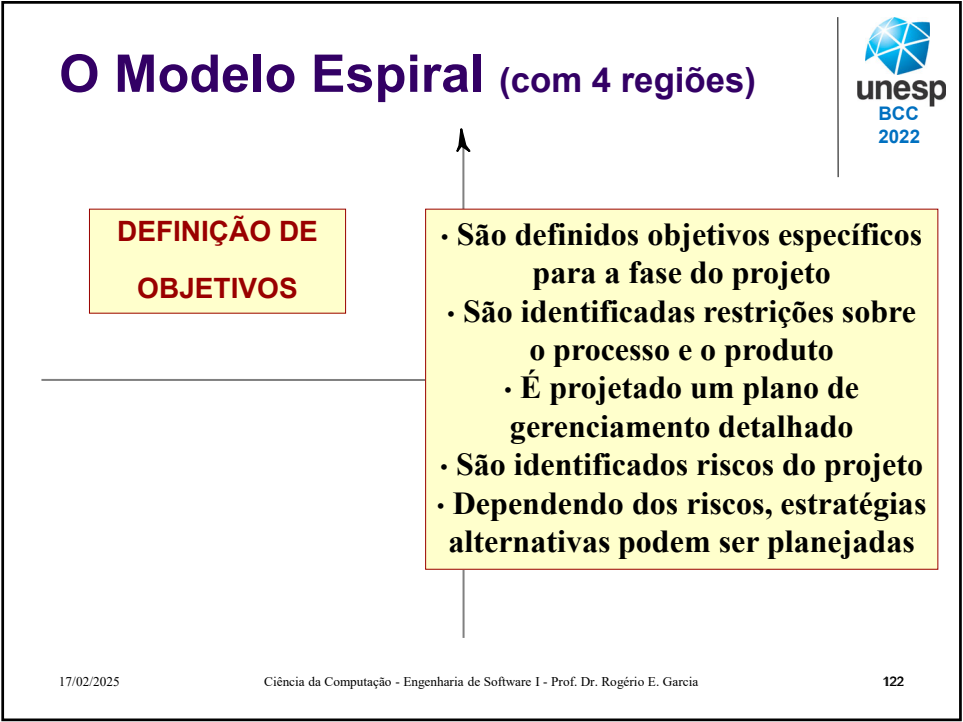 O Modelo Espiral (com 4 regiões)
unesp
BCC
2022
DEFINIÇÃO DE
OBJETIVOS
• São definidos objetivos específicos
para a fase do projeto
• São identificadas restrições sobre
o processo e o produto
• É projetado um plano de
gerenciamento detalhado
• São identificados riscos do projeto
• Dependendo dos riscos, estratégias
alternativas podem ser planejadas
17/02/2025 Ciência da Computação - Engenharia de Software I - Prof. Dr. Rogério E. Garcia 122